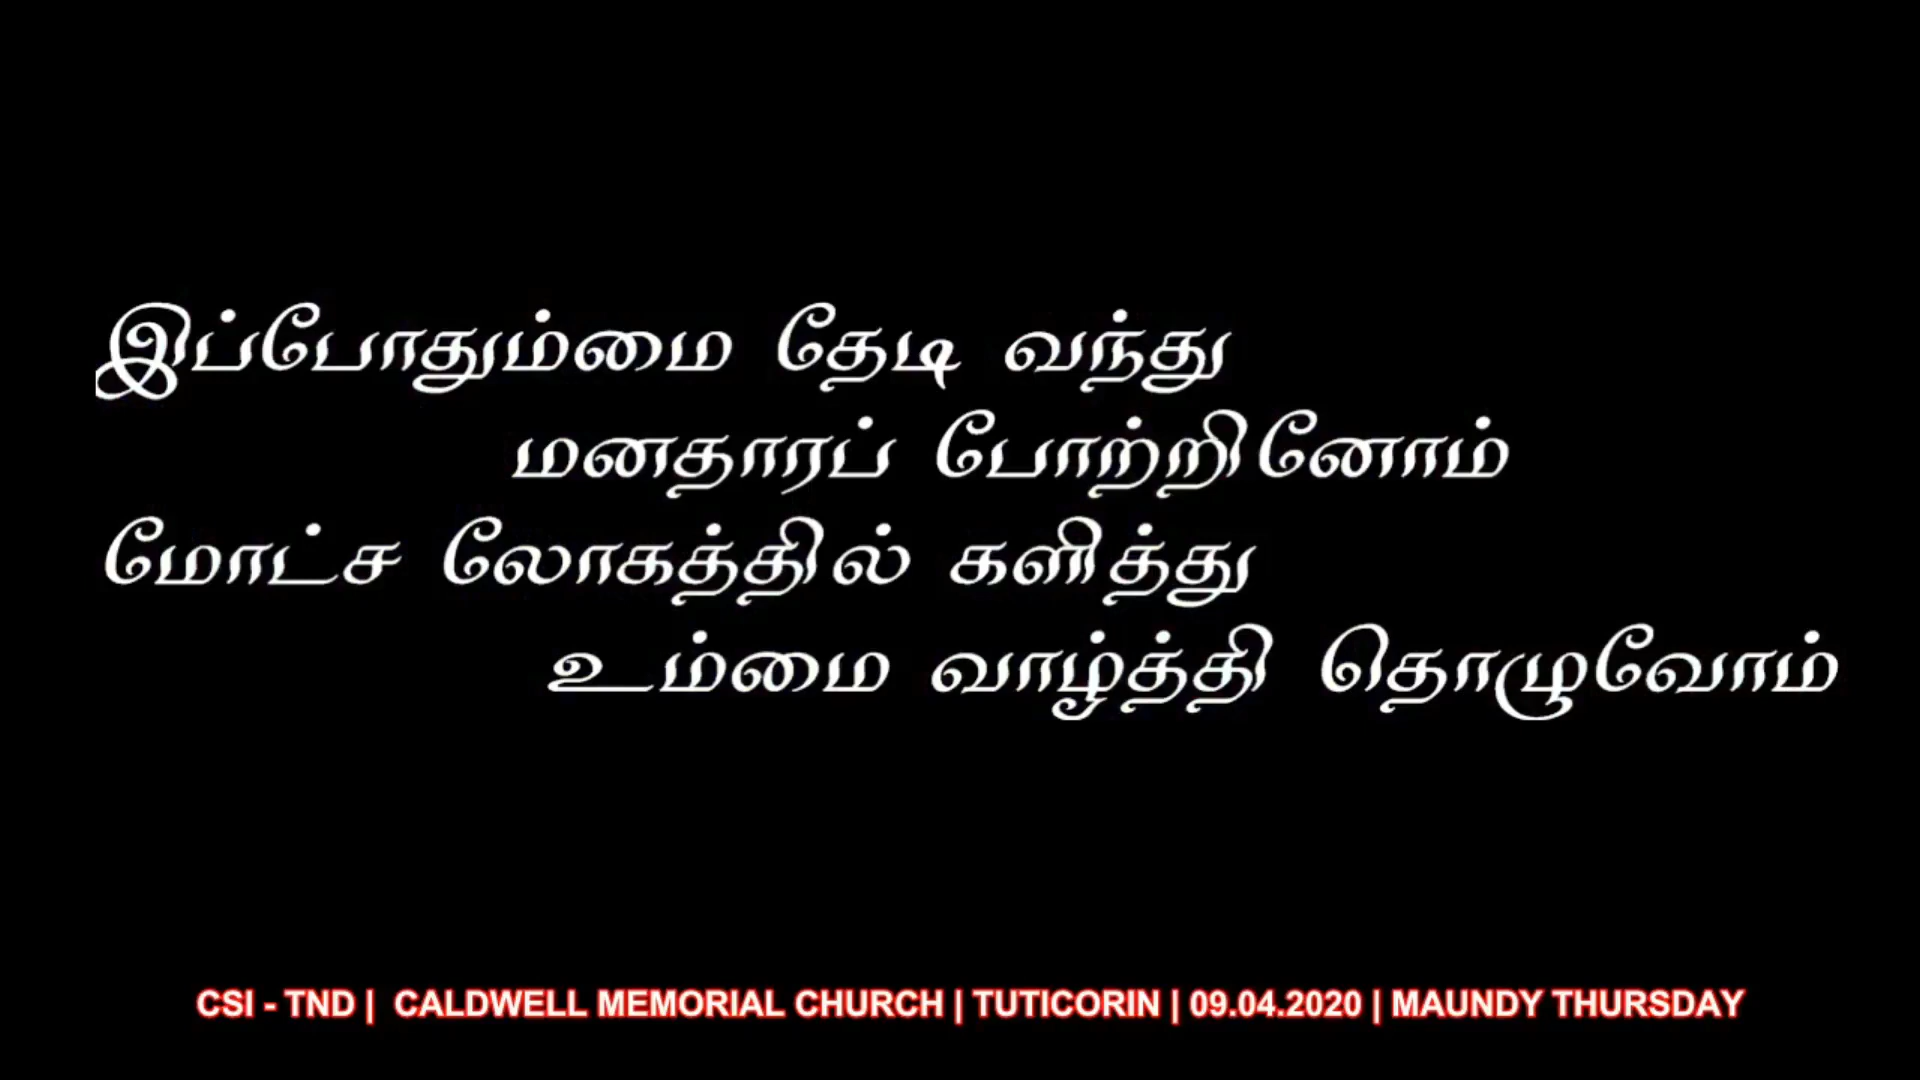 இப்போதும்மை தேடி வந்து
மனதாரப் போற்றினோம்
மோட்ச லோகத்தில் களித்து
உம்மை வாழ்த்தி தொழுவோம்
CSI - TND | CALDWELL MEMORIAL CHURCH | TUTICORIN | 09.04.2020 | MAUNDY THURSDAY